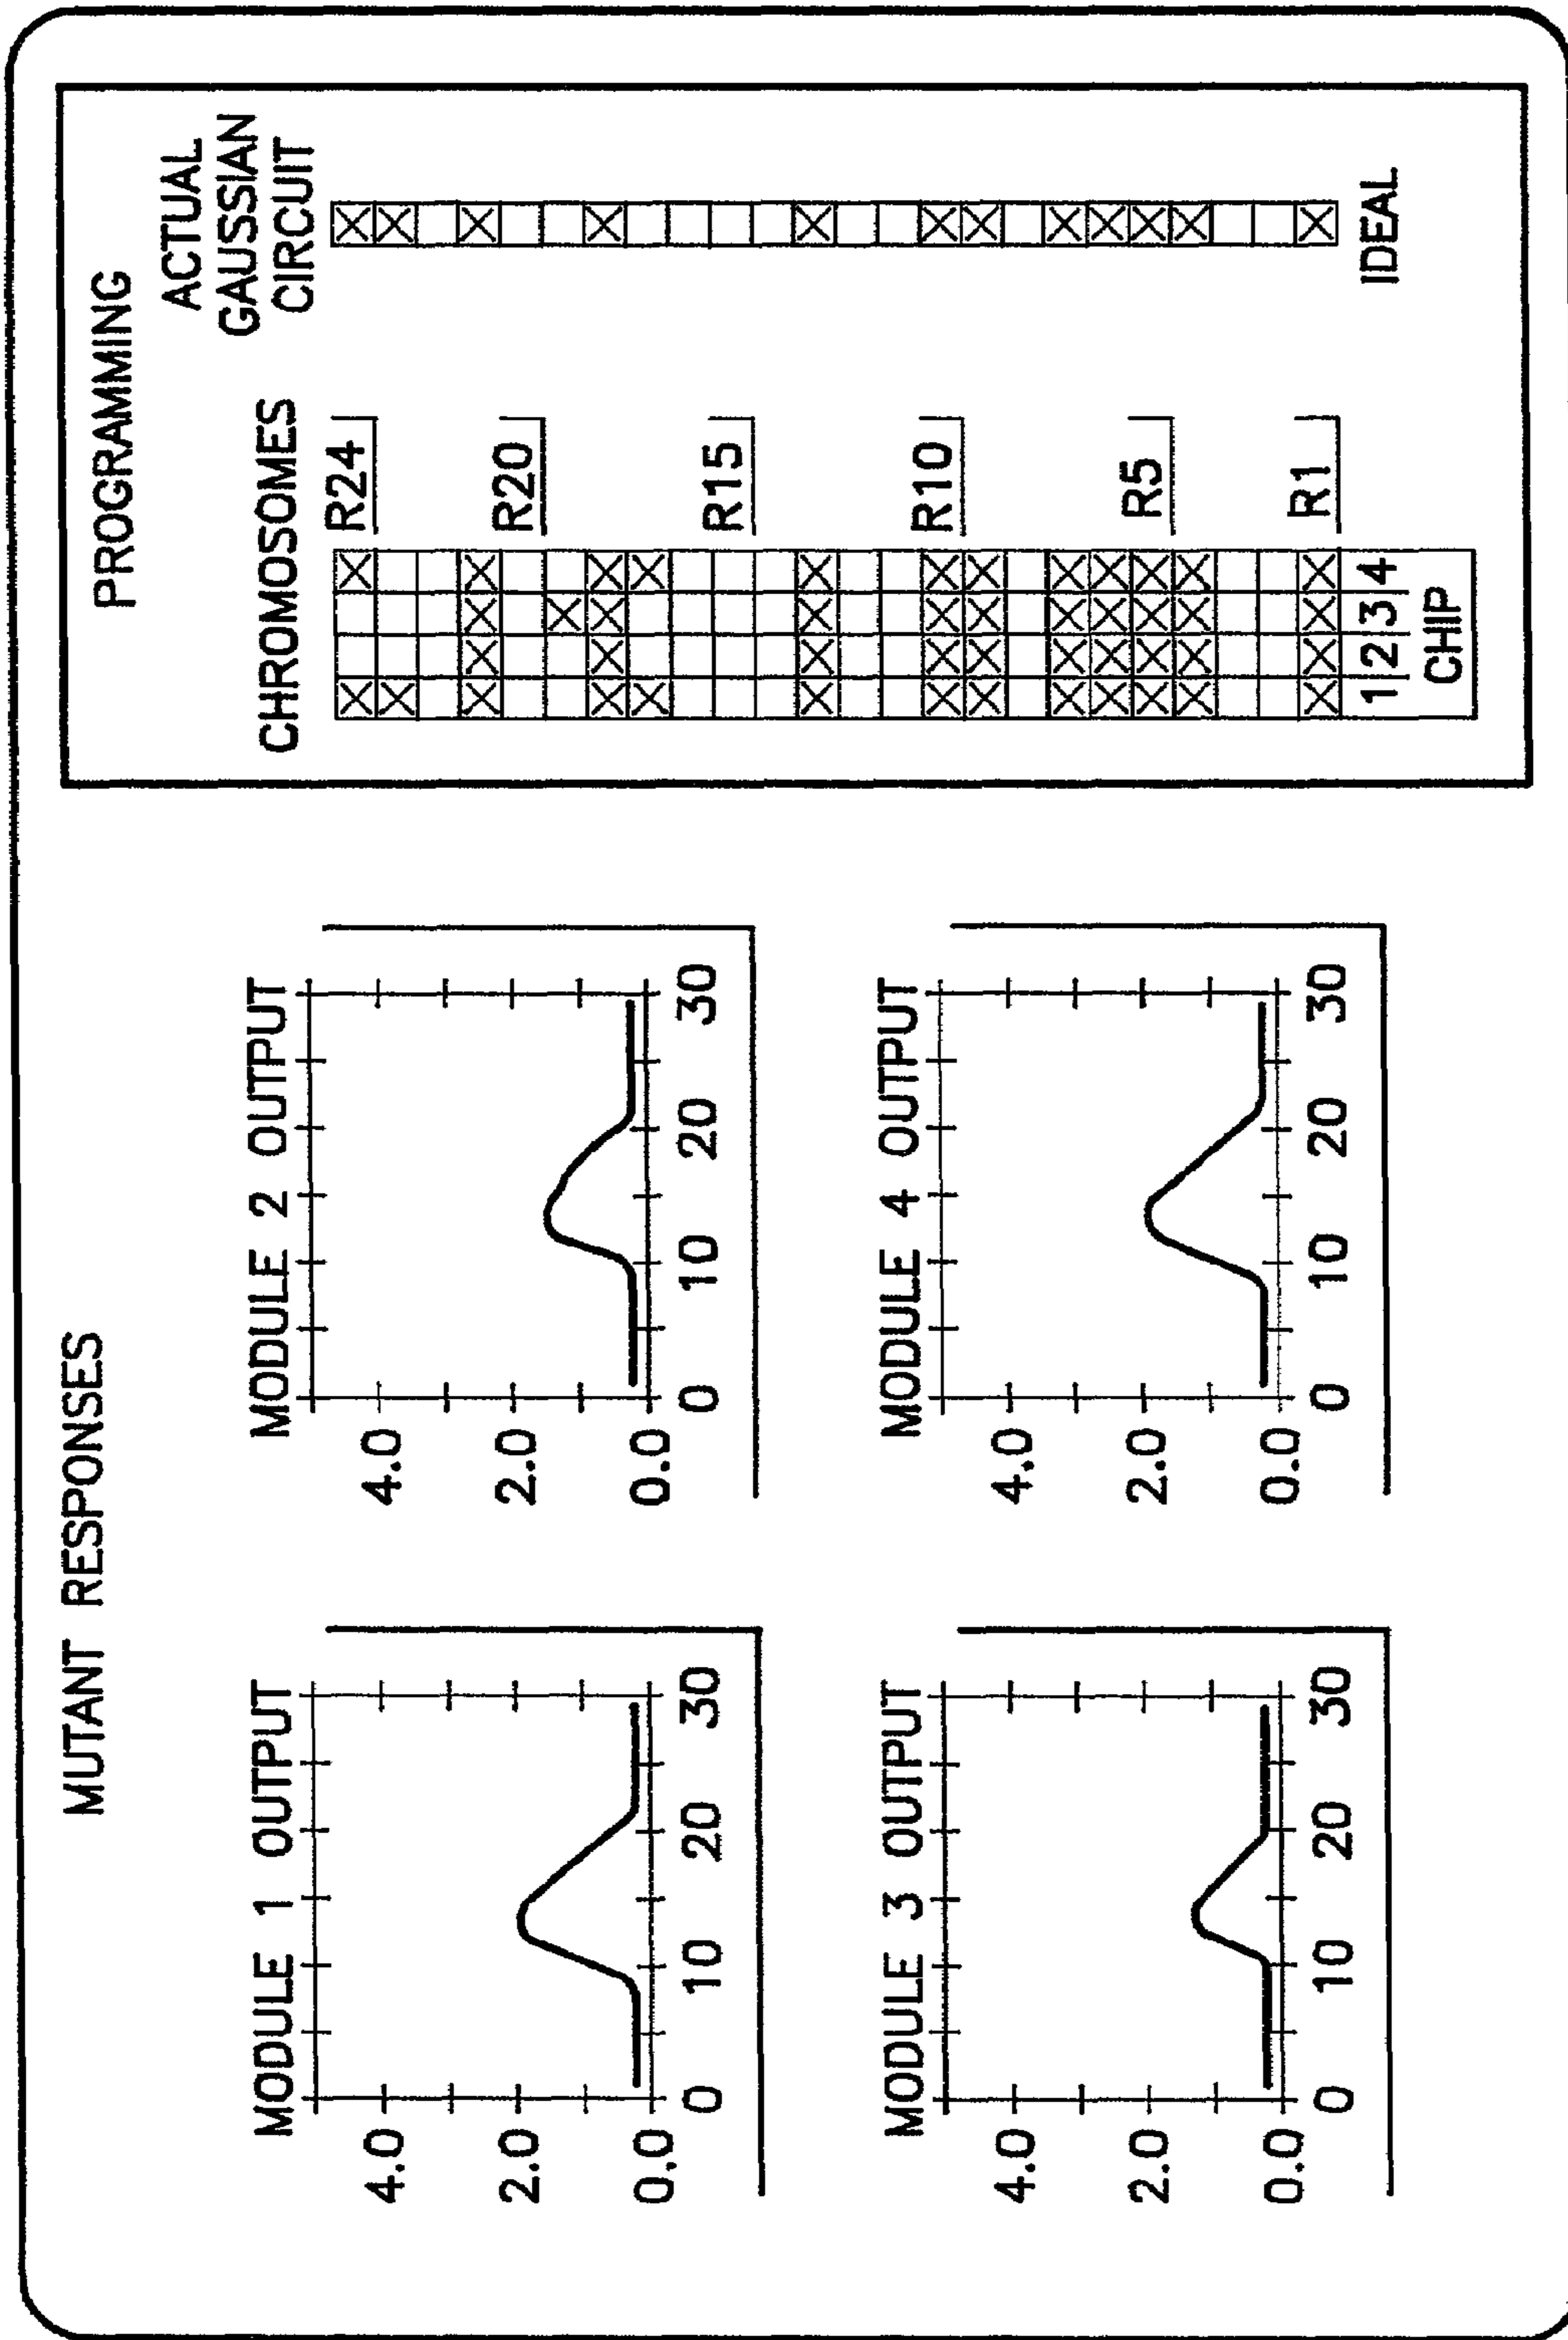 MUTANT RESPONSES
MODULE 1 OUTPUT
4.0
2.0
0.0
0 10 20 30
MODULE 2 OUTPUT
4.0
2.0
0.0
0 10 20 30
MODULE 3 OUTPUT
4.0
2.0
0.0
0 10 20 30
MODULE 4 OUTPUT
4.0
2.0
0.0
0 10 20 30
PROGRAMMING
CHROMOSOMES
ACTUAL
GAUSSIAN
CIRCUIT
R24
R20
R15
R10
R5
R1
1 2 3 4
CHIP
IDEAL